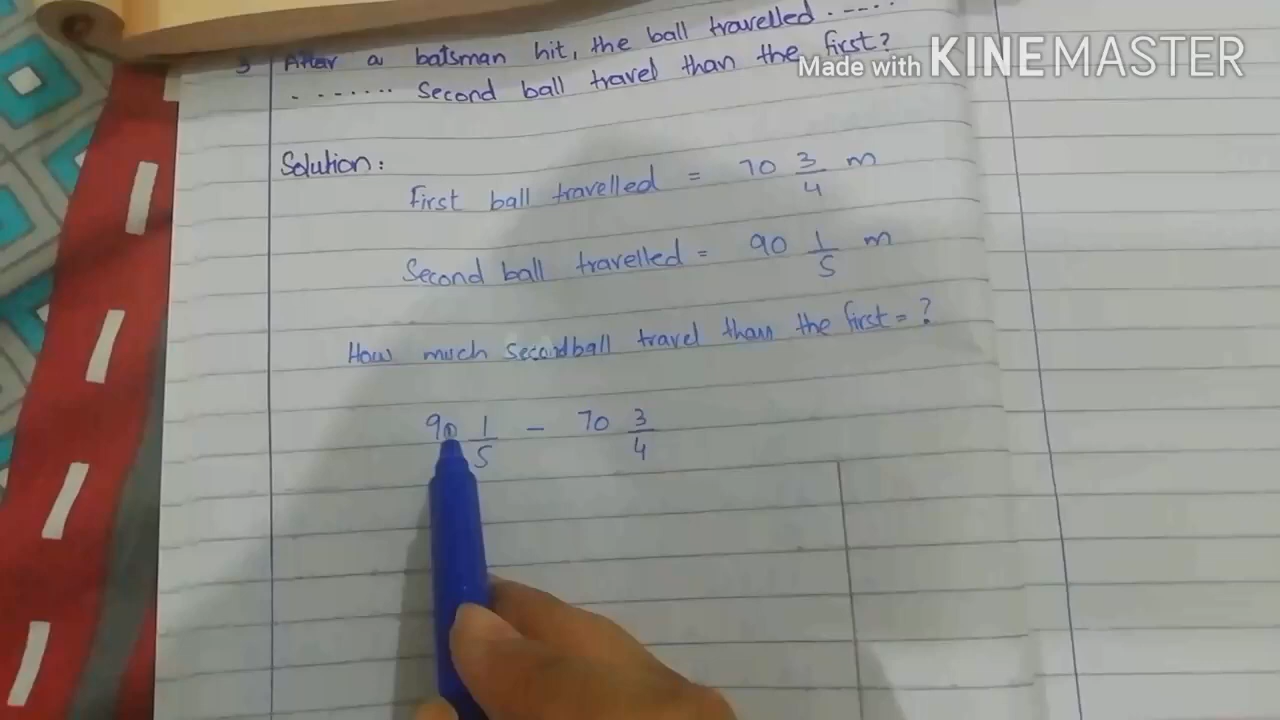 3 After a batsman hit, the ball travelled .----.
.------- Second ball travel than the first?
Made with KINEMASTER
Solution:
First ball travelled = 70 3/4 m
Second ball travelled = 90 1/5 m
How much second ball travel than the first = ?
90 1/5 - 70 3/4